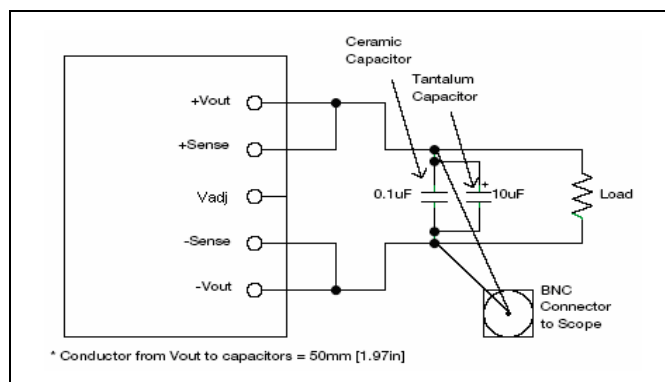 Ceramic
Capacitor
Tantalum
Capacitor
+Vout
+Sense
Vadj
-Sense
-Vout
0.1uF
+
10uF
Load
BNC
Connector
to Scope
* Conductor from Vout to capacitors = 50mm [1.97in]